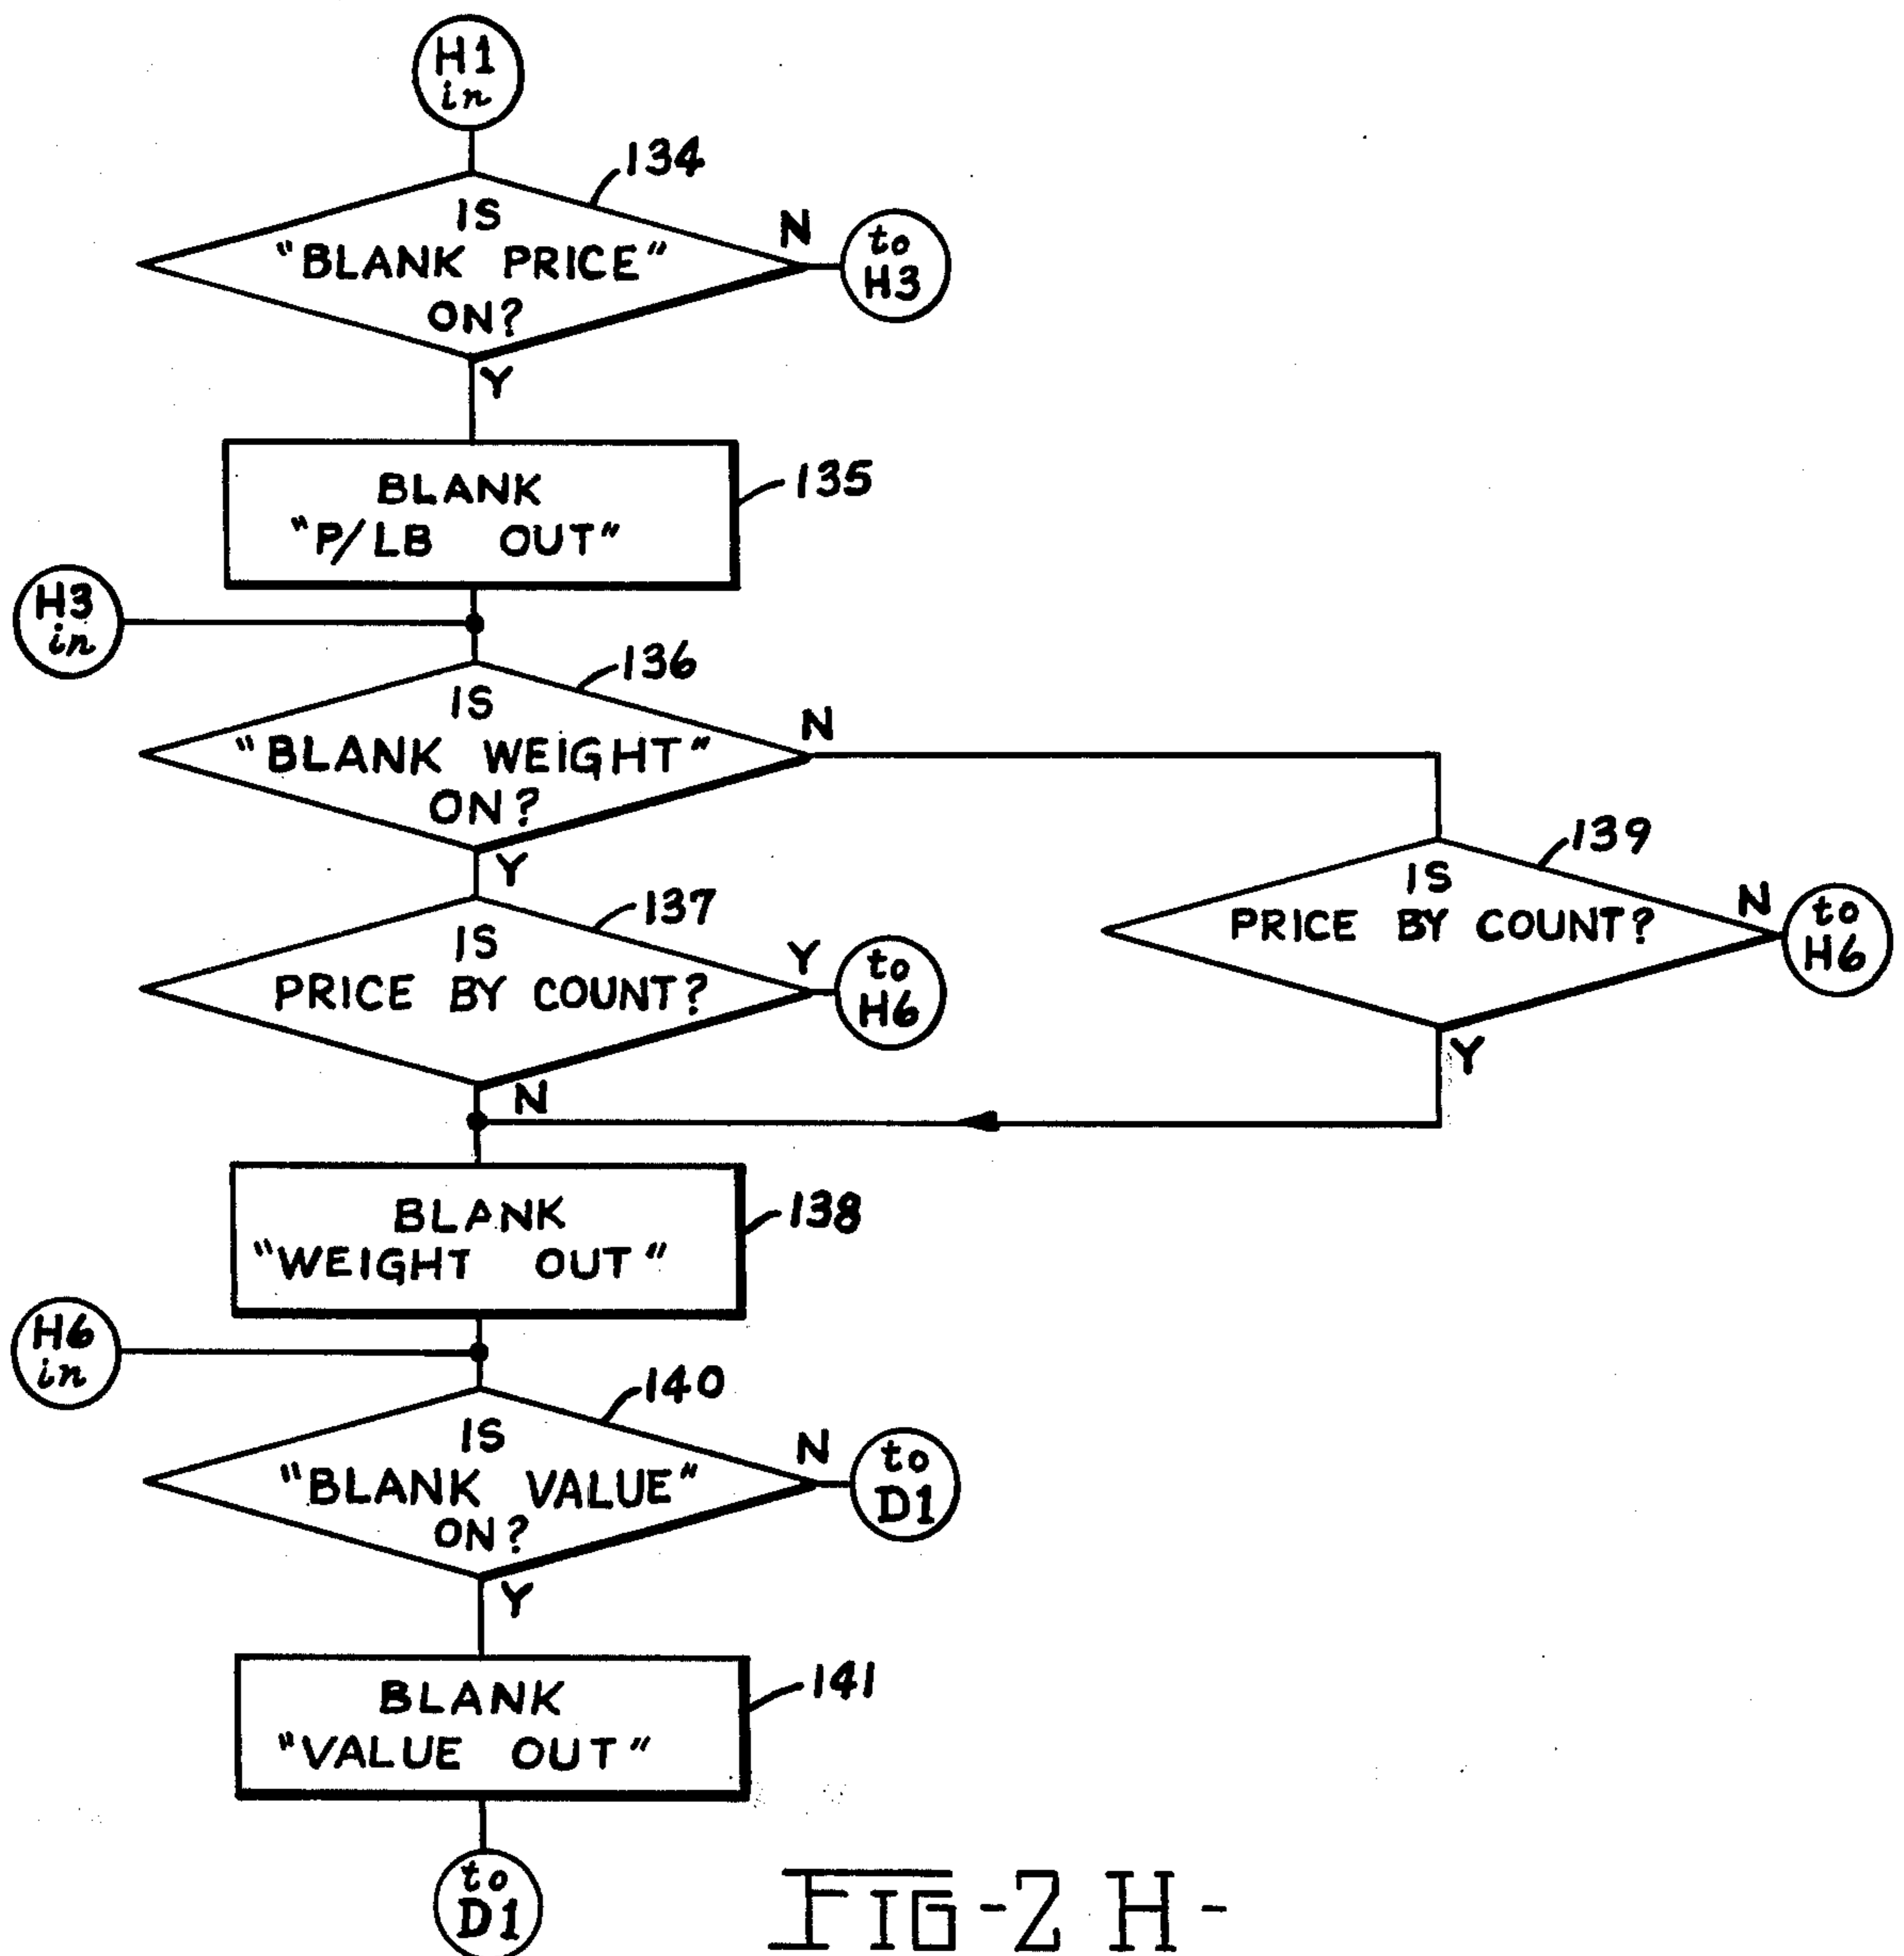 H1
in
134
IS
"BLANK PRICE"
ON?
N
to
H3
Y
BLANK
"P/LB OUT"
135
H3
in
136
IS
"BLANK WEIGHT"
ON?
N
Y
139
IS
PRICE BY COUNT?
N
to
H6
Y
137
IS
PRICE BY COUNT?
Y
to
H6
N
BLANK
"WEIGHT OUT"
138
H6
in
140
IS
"BLANK VALUE"
ON?
N
to
D1
Y
BLANK
"VALUE OUT"
141
to
D1
FIG-2 H-